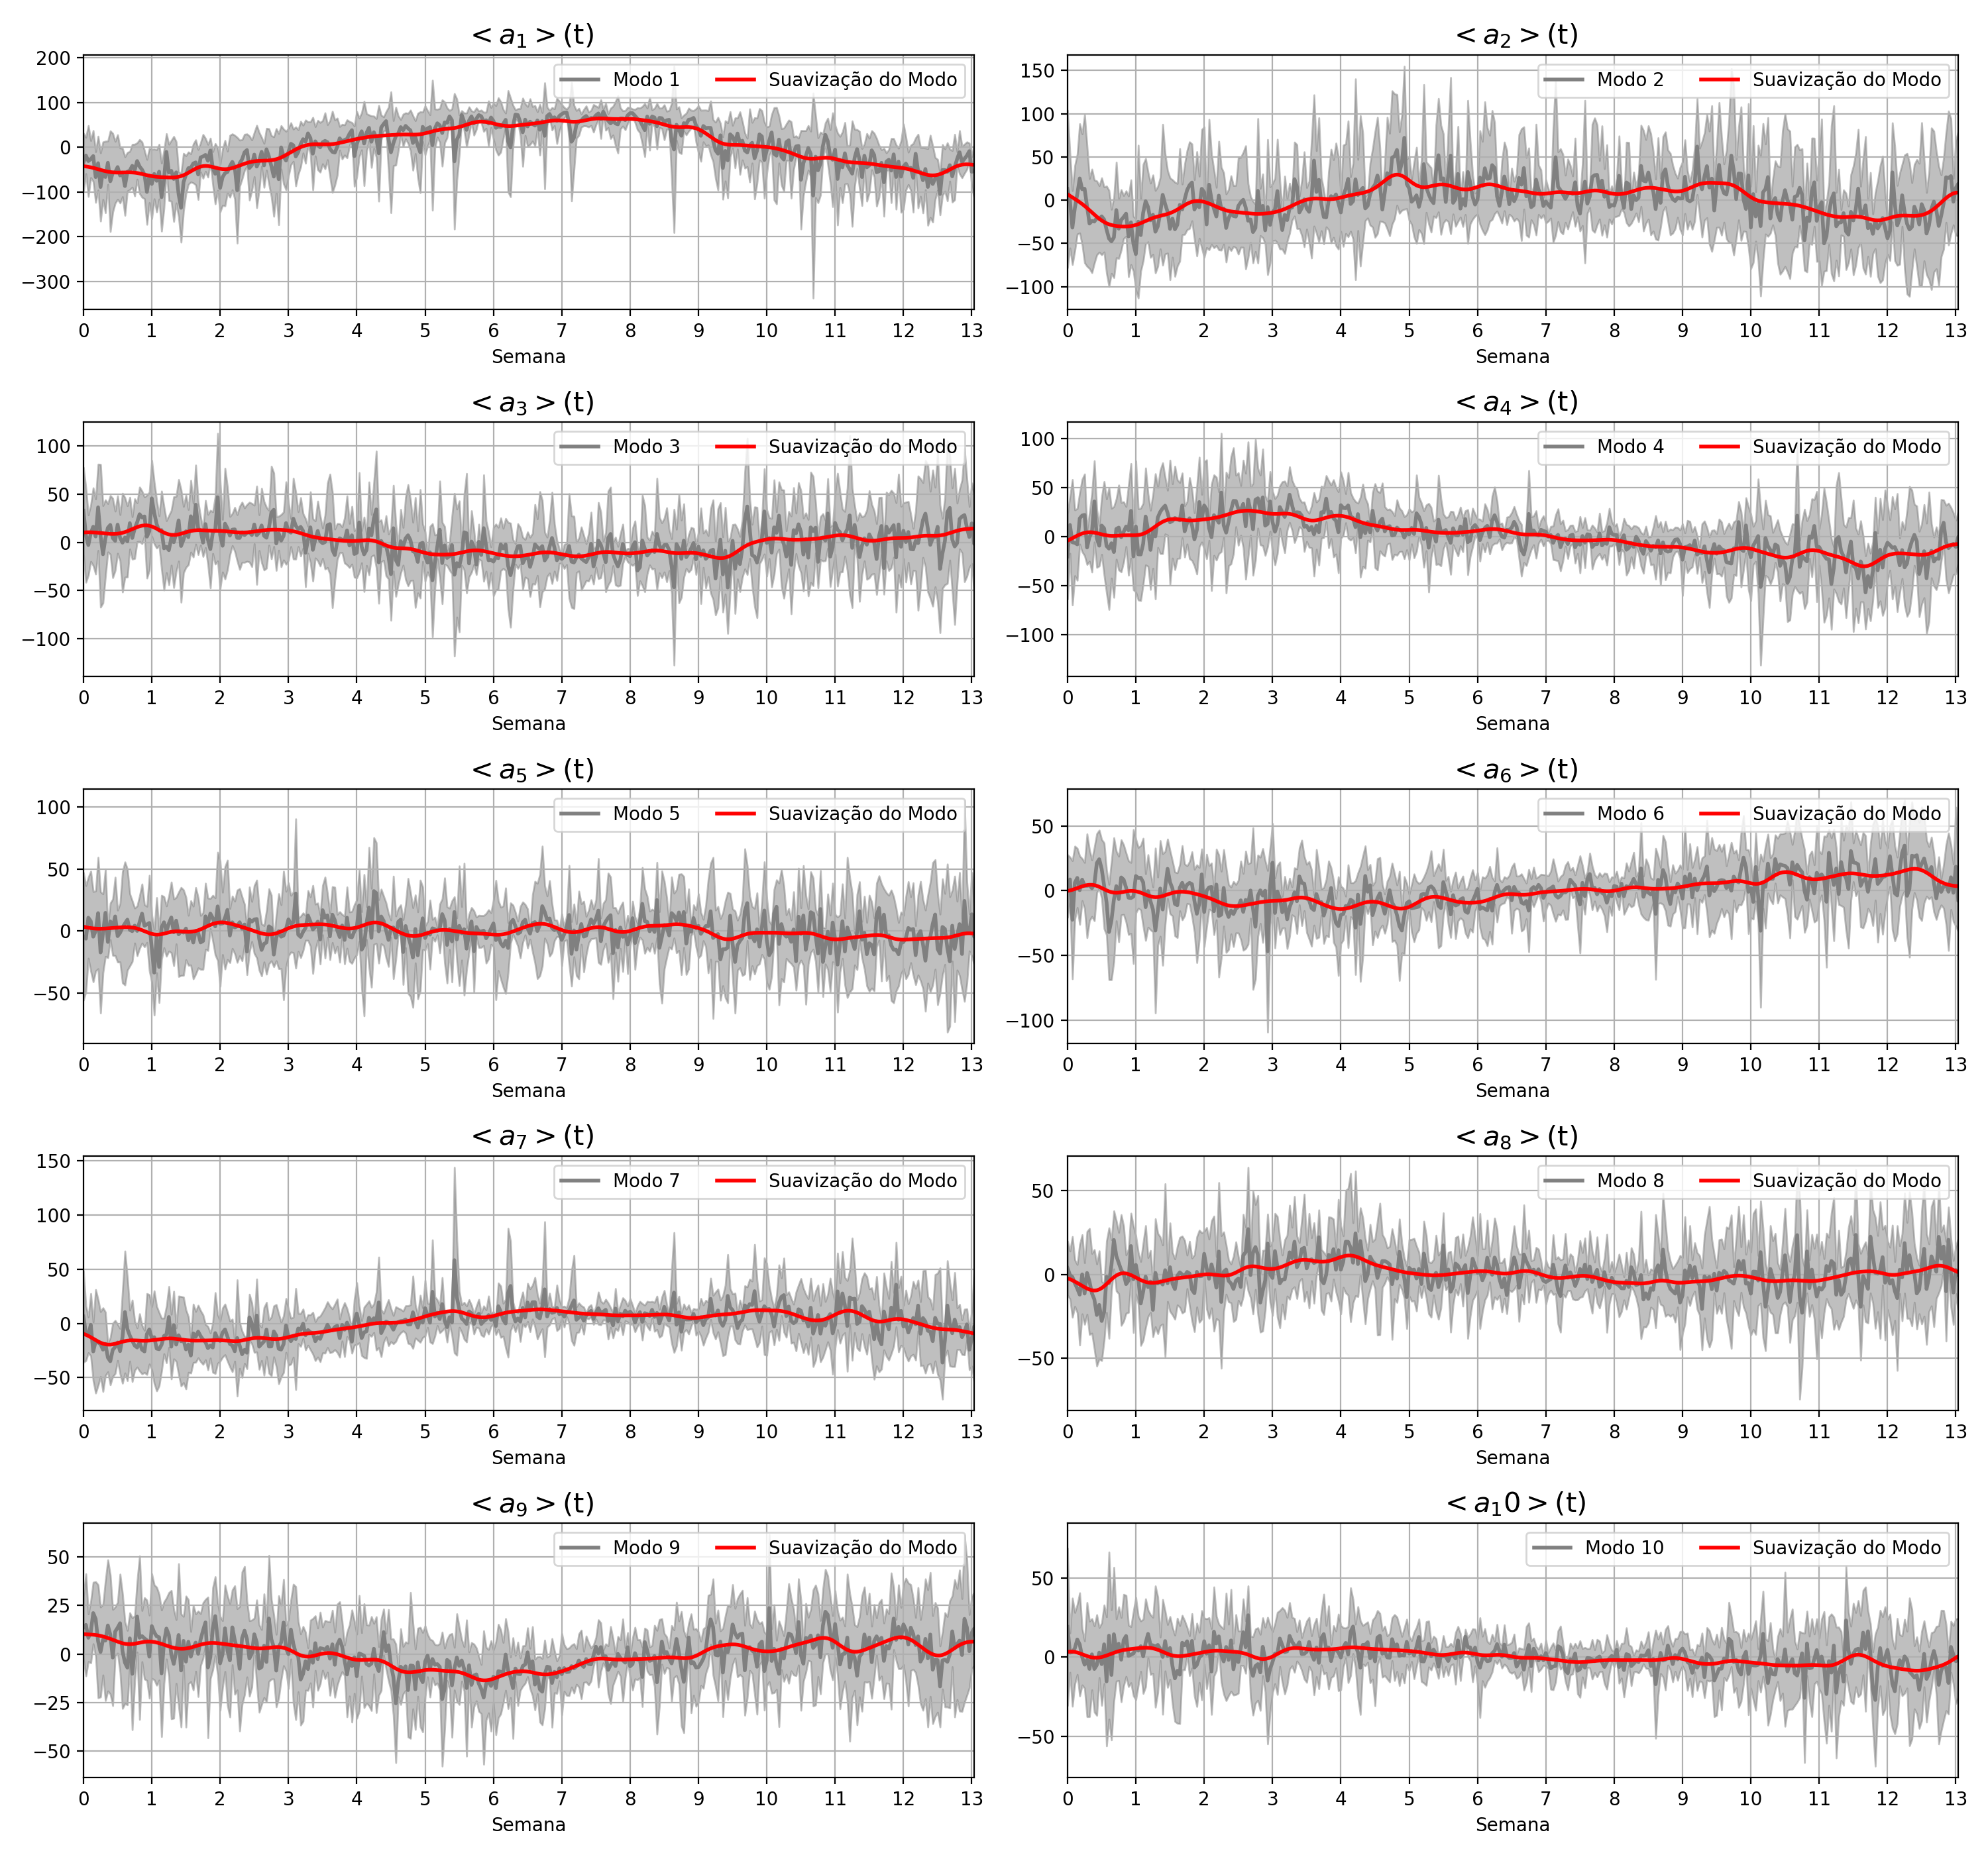 < a₁ > (t)
200
100
0
−100
−200
−300
Modo 1 Suavização do Modo
0 1 2 3 4 5 6 7 8 9 10 11 12 13
Semana
< a₂ > (t)
150
100
50
0
−50
−100
Modo 2 Suavização do Modo
0 1 2 3 4 5 6 7 8 9 10 11 12 13
Semana
< a₃ > (t)
100
50
0
−50
−100
Modo 3 Suavização do Modo
0 1 2 3 4 5 6 7 8 9 10 11 12 13
Semana
< a₄ > (t)
100
50
0
−50
−100
Modo 4 Suavização do Modo
0 1 2 3 4 5 6 7 8 9 10 11 12 13
Semana
< a₅ > (t)
100
50
0
−50
Modo 5 Suavização do Modo
0 1 2 3 4 5 6 7 8 9 10 11 12 13
Semana
< a₆ > (t)
50
0
−50
−100
Modo 6 Suavização do Modo
0 1 2 3 4 5 6 7 8 9 10 11 12 13
Semana
< a₇ > (t)
150
100
50
0
−50
Modo 7 Suavização do Modo
0 1 2 3 4 5 6 7 8 9 10 11 12 13
Semana
< a₈ > (t)
50
0
−50
Modo 8 Suavização do Modo
0 1 2 3 4 5 6 7 8 9 10 11 12 13
Semana
< a₉ > (t)
50
25
0
−25
−50
Modo 9 Suavização do Modo
0 1 2 3 4 5 6 7 8 9 10 11 12 13
Semana
< a₁0 > (t)
50
0
−50
Modo 10 Suavização do Modo
0 1 2 3 4 5 6 7 8 9 10 11 12 13
Semana